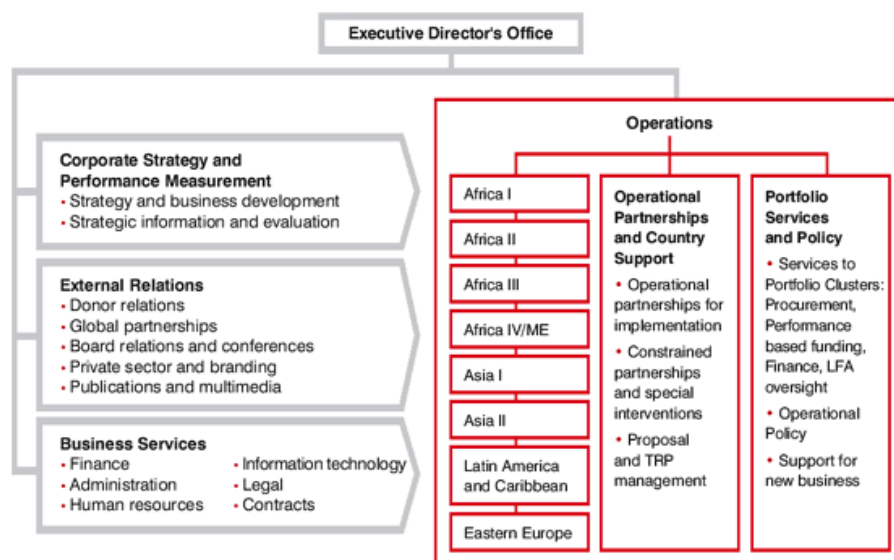 Executive Director's Office
Corporate Strategy and
Performance Measurement
• Strategy and business development
• Strategic information and evaluation
External Relations
• Donor relations
• Global partnerships
• Board relations and conferences
• Private sector and branding
• Publications and multimedia
Business Services
• Finance
• Administration
• Human resources
• Information technology
• Legal
• Contracts
Operations
Africa I
Africa II
Africa III
Africa IV/ME
Asia I
Asia II
Latin America
and Caribbean
Eastern Europe
Operational
Partnerships
and Country
Support
• Operational
partnerships for
implementation
• Constrained
partnerships
and special
interventions
• Proposal
and TRP
management
Portfolio
Services
and Policy
• Services to
Portfolio Clusters:
Procurement,
Performance
based funding,
Finance, LFA
oversight
• Operational
Policy
• Support for
new business